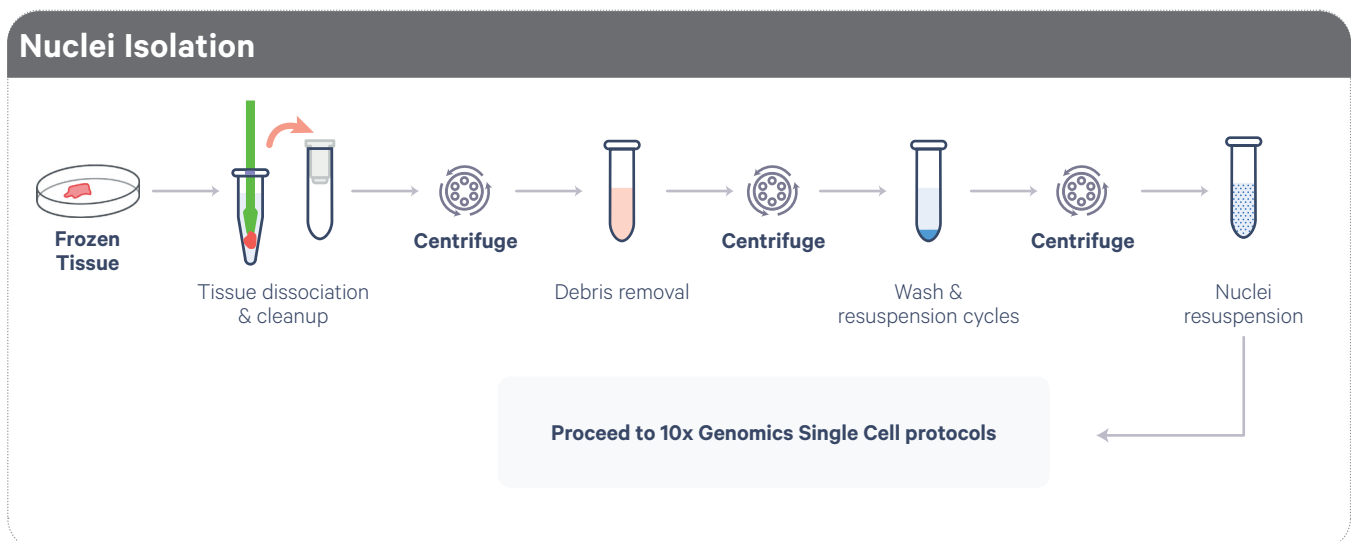 Nuclei Isolation
Frozen
Tissue
Tissue dissociation
& cleanup
Centrifuge
Debris removal
Centrifuge
Wash &
resuspension cycles
Centrifuge
Nuclei
resuspension
Proceed to 10x Genomics Single Cell protocols